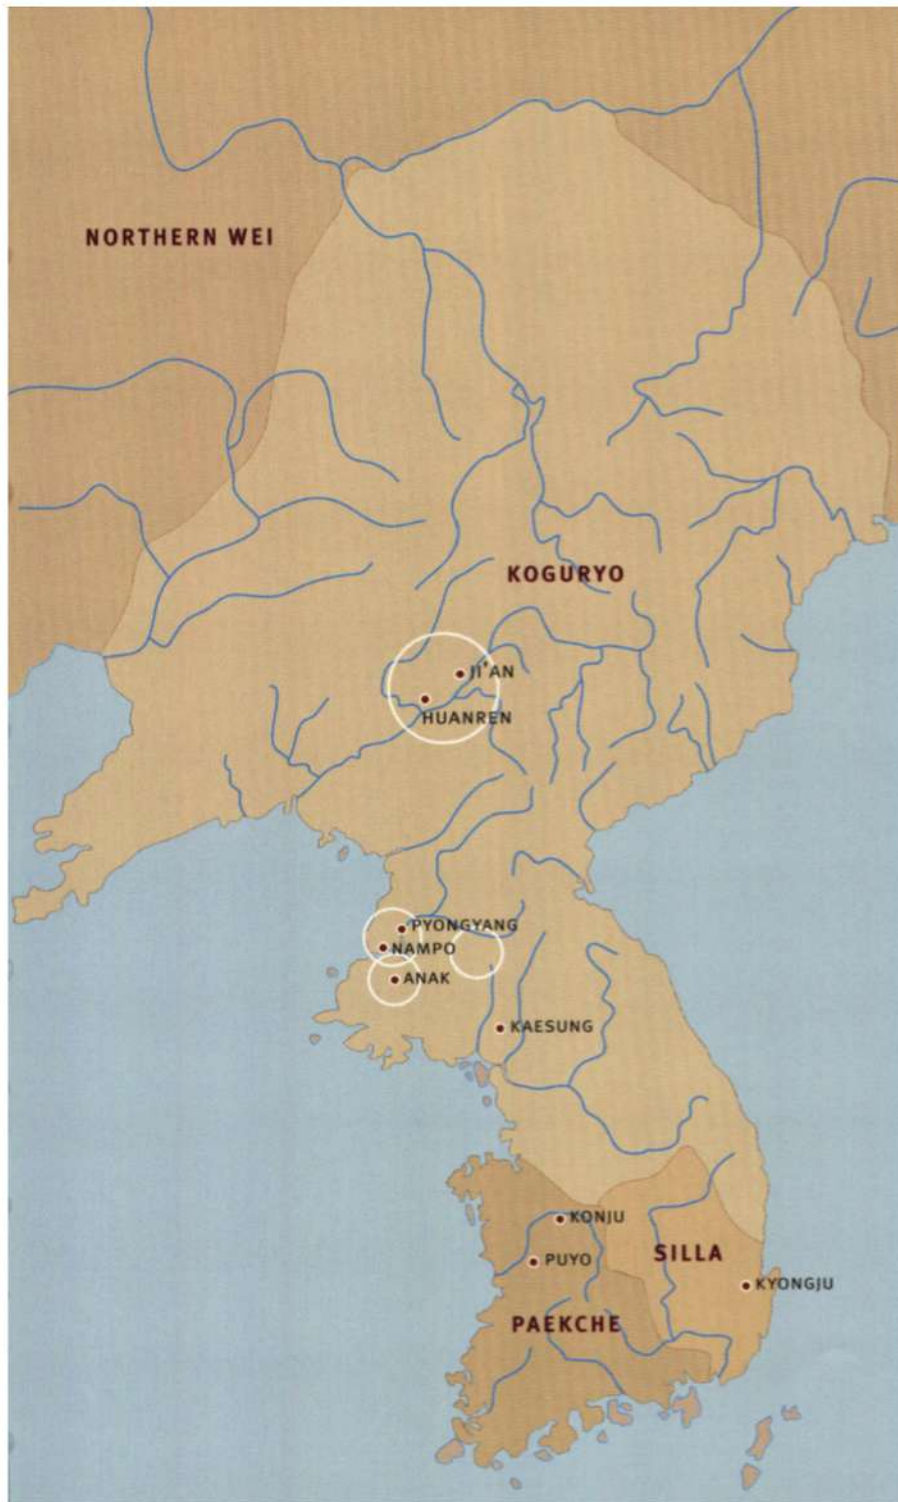 NORTHERN WEI
KOGURYO
JI'AN
HUANREN
PYONGYANG
NAMPO
ANAK
KAESUNG
KONJU
SILLA
PUYO
KYONGJU
PAEKCHE